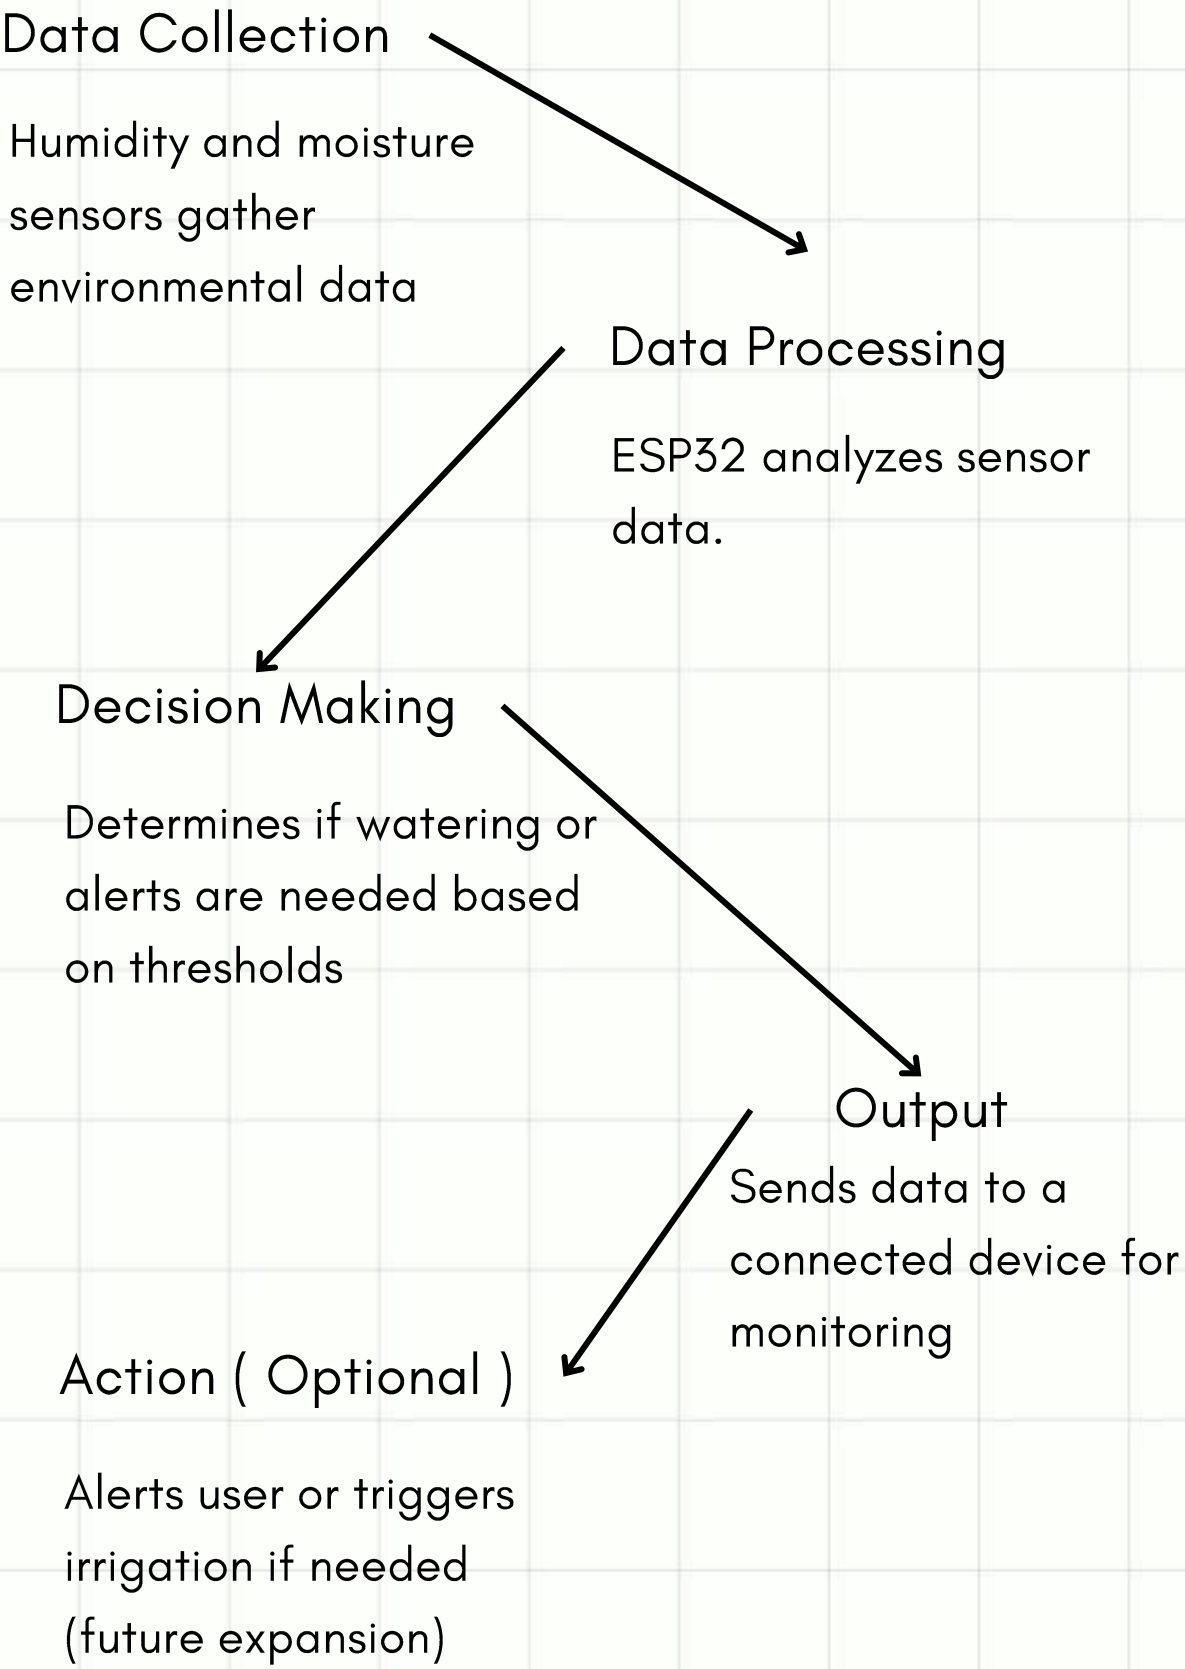 Data Collection
Humidity and moisture
sensors gather
environmental data
Data Processing
ESP32 analyzes sensor
data.
Decision Making
Determines if watering or
alerts are needed based
on thresholds
Output
Sends data to a
connected device for
monitoring
Action ( Optional )
Alerts user or triggers
irrigation if needed
(future expansion)